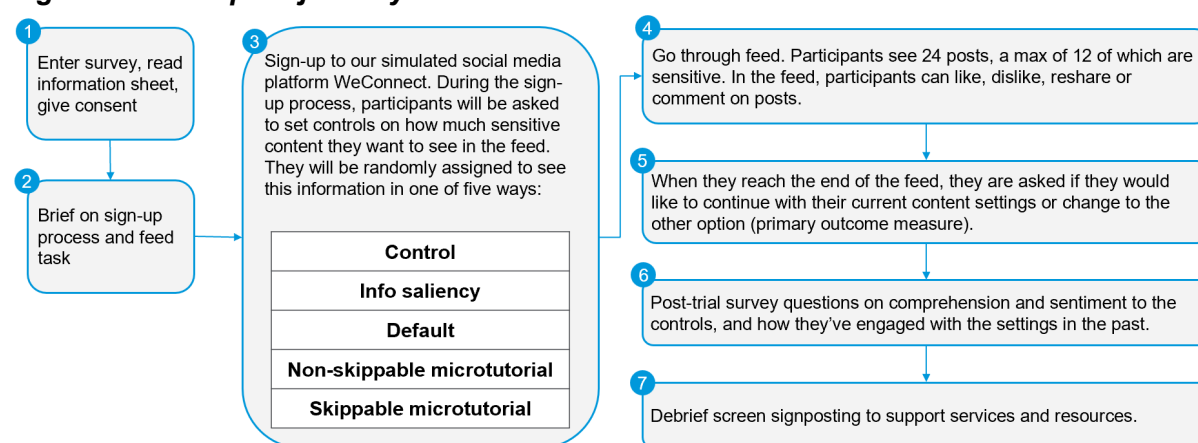 1
Enter survey, read
information sheet,
give consent
2
Brief on sign-up
process and feed
task
3
Sign-up to our simulated social media
platform WeConnect. During the sign-
up process, participants will be asked
to set controls on how much sensitive
content they want to see in the feed.
They will be randomly assigned to see
this information in one of five ways:
Control
Info saliency
Default
Non-skippable microtutorial
Skippable microtutorial
4
Go through feed. Participants see 24 posts, a max of 12 of which are
sensitive. In the feed, participants can like, dislike, reshare or
comment on posts.
5
When they reach the end of the feed, they are asked if they would
like to continue with their current content settings or change to the
other option (primary outcome measure).
6
Post-trial survey questions on comprehension and sentiment to the
controls, and how they’ve engaged with the settings in the past.
7
Debrief screen signposting to support services and resources.